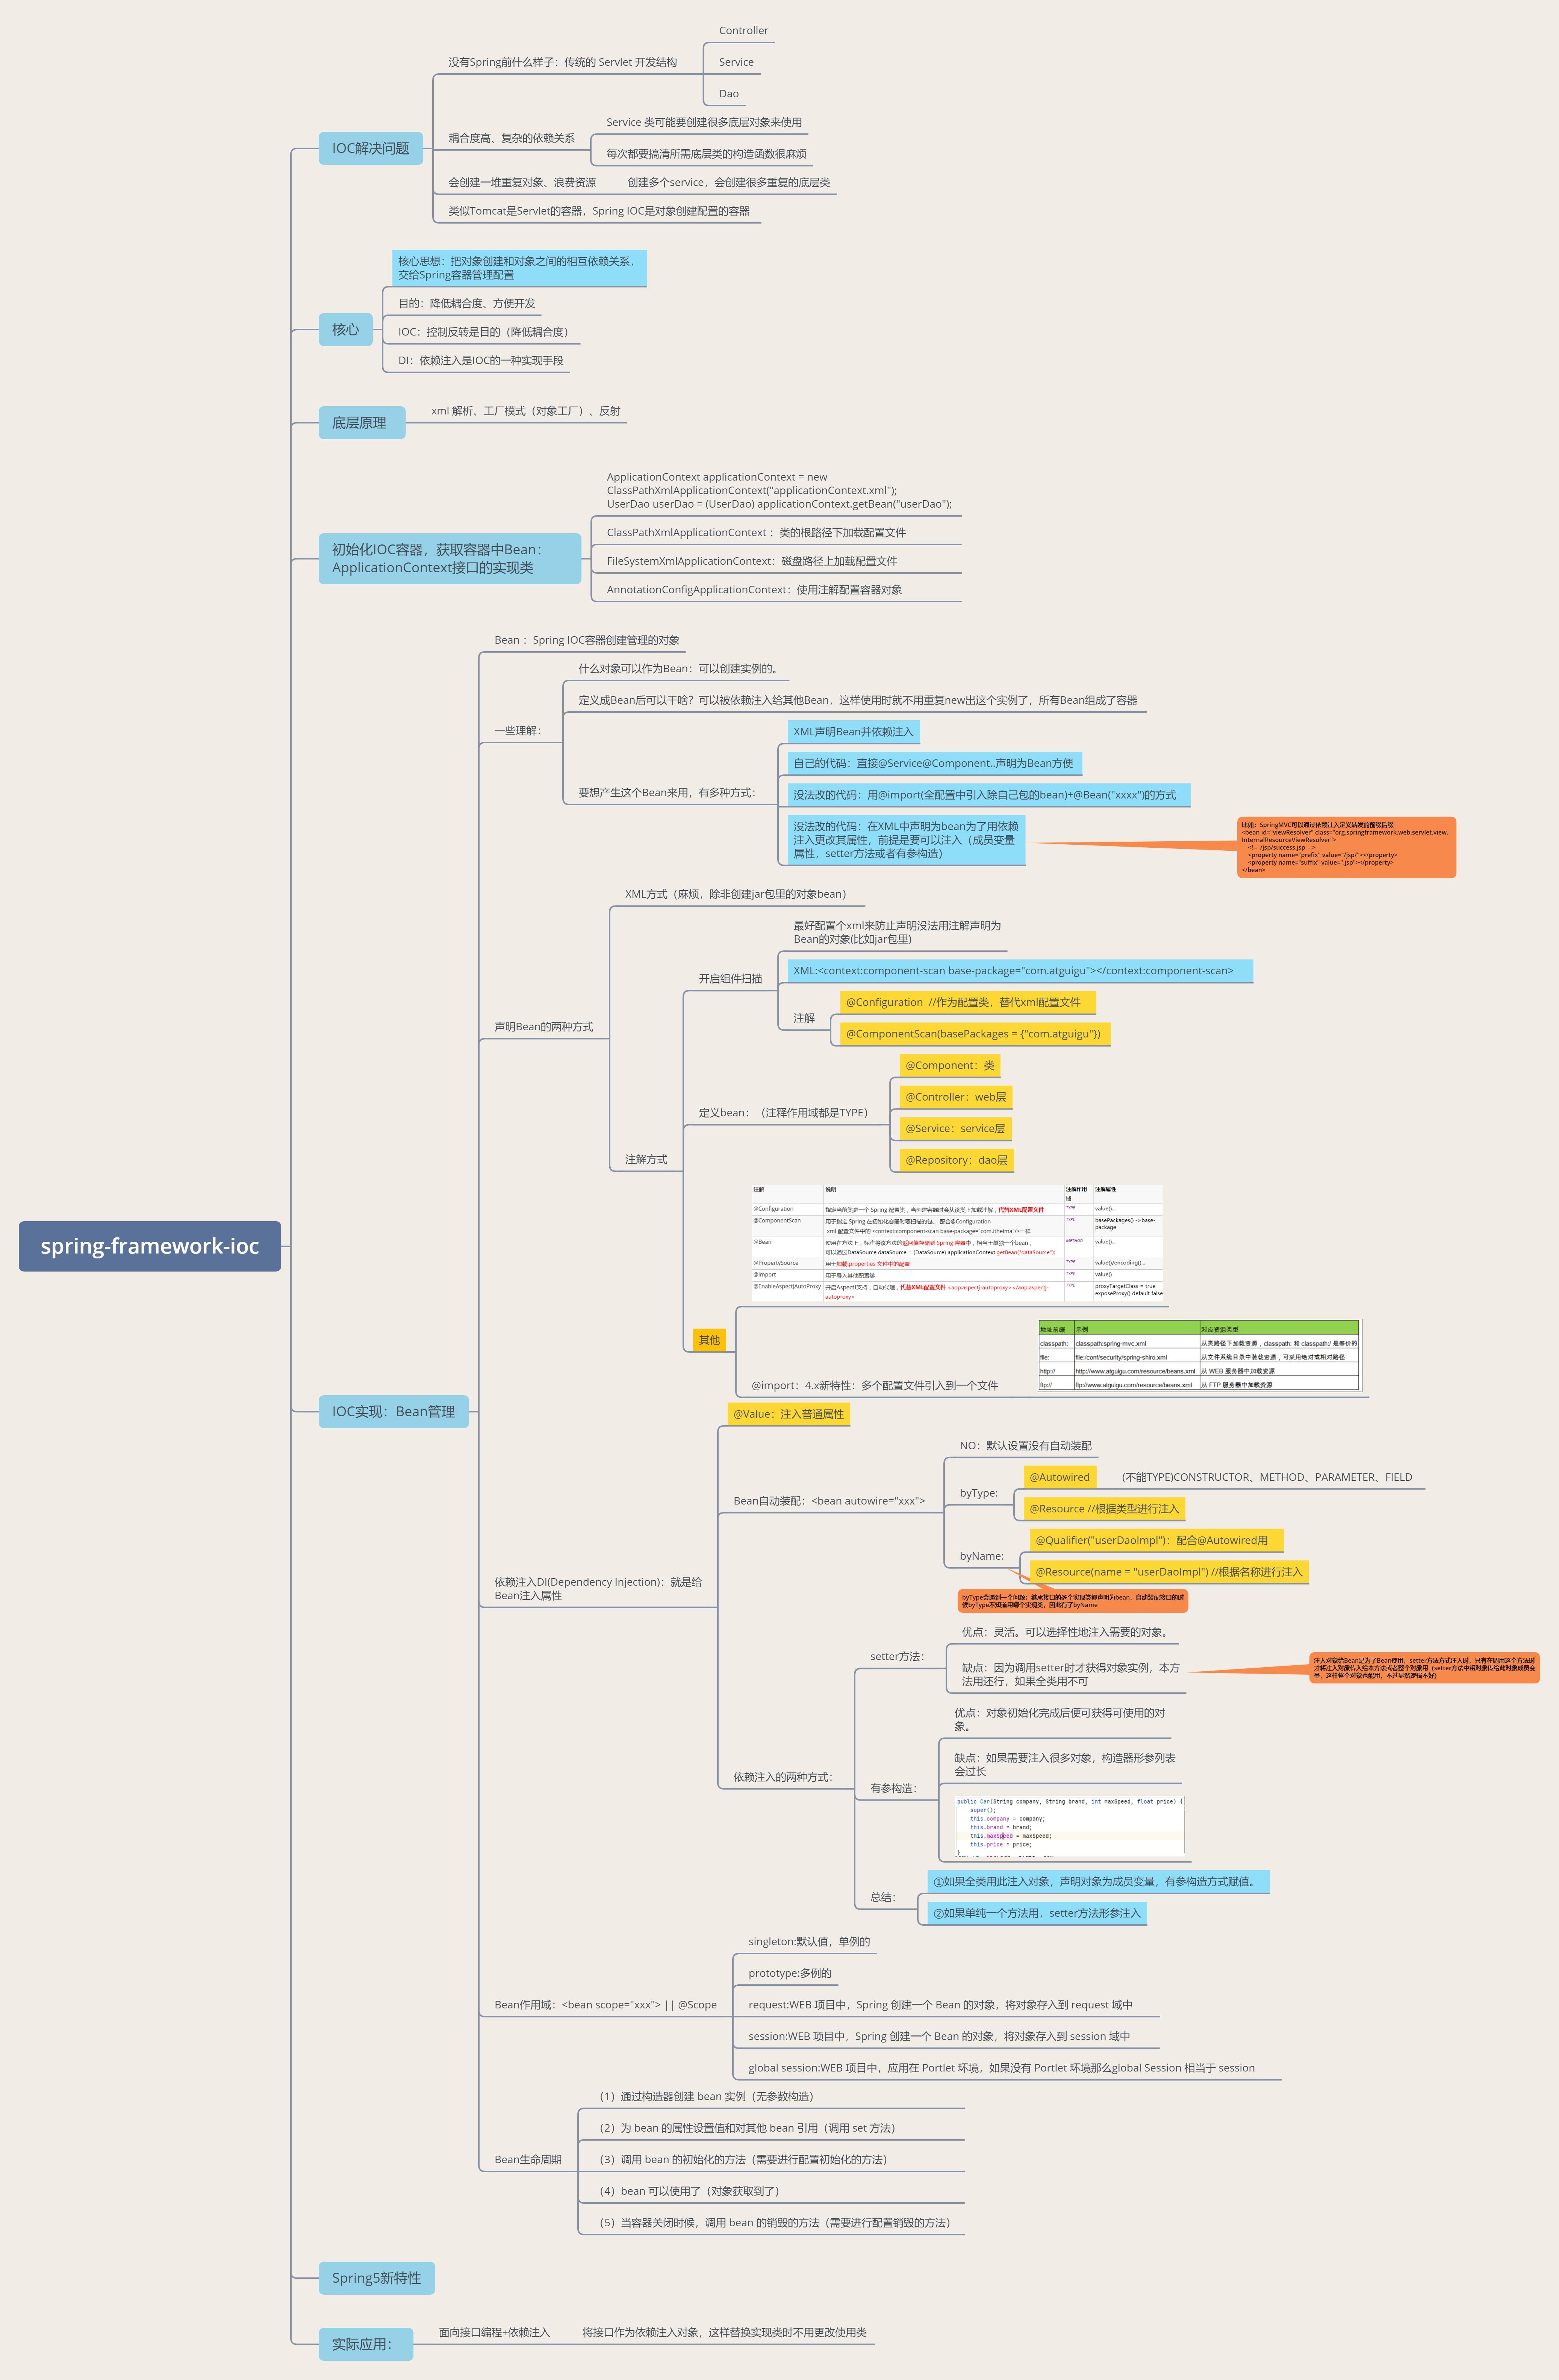 spring-framework-ioc
IOC解决问题
没有Spring前什么样子：传统的 Servlet 开发结构
Controller
Service
Dao
耦合度高、复杂的依赖关系
Service 类可能要创建很多底层对象来使用
每次都要搞清所需底层类的构造函数很麻烦
会创建一堆重复对象、浪费资源
创建多个service，会创建很多重复的底层类
类似Tomcat是Servlet的容器，Spring IOC是对象创建配置的容器
核心
核心思想：把对象创建和对象之间的相互依赖关系，
交给Spring容器管理配置
目的：降低耦合度、方便开发
IOC：控制反转是目的（降低耦合度）
DI：依赖注入是IOC的一种实现手段
底层原理
xml 解析、工厂模式（对象工厂）、反射
初始化IOC容器，获取容器中Bean：
ApplicationContext接口的实现类
ApplicationContext applicationContext = new
ClassPathXmlApplicationContext("applicationContext.xml");
UserDao userDao = (UserDao) applicationContext.getBean("userDao");
ClassPathXmlApplicationContext ：类的根路径下加载配置文件
FileSystemXmlApplicationContext：磁盘路径上加载配置文件
AnnotationConfigApplicationContext：使用注解配置容器对象
IOC实现：Bean管理
Bean ：Spring IOC容器创建管理的对象
一些理解：
什么对象可以作为Bean：可以创建实例的。
定义成Bean后可以干啥？可以被依赖注入给其他Bean，这样使用时就不用重复new出这个实例了，所有Bean组成了容器
要想产生这个Bean来用，有多种方式：
XML声明Bean并依赖注入
自己的代码：直接@Service@Component..声明为Bean方便
没法改的代码：用@import(全配置中引入除自己包的bean)+@Bean("xxxx")的方式
没法改的代码：在XML中声明为bean为了用依赖
注入更改其属性，前提是要可以注入（成员变量
属性，setter方法或者有参构造）
比如：SpringMVC可以通过依赖注入定义转发的前缀后缀
<bean id="viewResolver" class="org.springframework.web.servlet.view.
InternalResourceViewResolver">
<!-- /jsp/success.jsp -->
<property name="prefix" value="/jsp/"></property>
<property name="suffix" value=".jsp"></property>
</bean>
声明Bean的两种方式
XML方式（麻烦，除非创建jar包里的对象bean）
注解方式
开启组件扫描
最好配置个xml来防止声明没法用注解声明为
Bean的对象(比如jar包里)
XML:<context:component-scan base-package="com.atguigu"></context:component-scan>
注解
@Configuration  //作为配置类，替代xml配置文件
@ComponentScan(basePackages = {"com.atguigu"})
定义bean：（注释作用域都是TYPE）
@Component：类
@Controller：web层
@Service：service层
@Repository：dao层
其他
注解 说明 注解作用域 注解属性
@Configuration 指定当前类是一个 Spring 配置类，当创建容器时会从该类上加载注解，代替XML配置文件 TYPE value()...
@ComponentScan 用于指定 Spring 在初始化容器时要扫描的包。 配合@Configuration TYPE basePackages() ->base-package
xml 配置文件中的 <context:component-scan base-package="com.itheima"/>一样
@Bean 使用在方法上，标注将该方法的返回值存储到 Spring 容器中，相当于单独一个bean， METHOD value()...
可以通过DataSource dataSource = (DataSource) applicationContext.getBean("dataSource");
@PropertySource 用于加载.properties 文件中的配置 TYPE value()/encoding()...
@Import 用于导入其他配置类 TYPE value()
@EnableAspectJAutoProxy 开启AspectJ支持，自动代理，代替XML配置文件 <aop:aspectj-autoproxy> </aop:aspectj-autoproxy> TYPE proxyTargetClass = true
exposeProxy() default false
@import：4.x新特性：多个配置文件引入到一个文件
地址前缀 示例 对应资源类型
classpath: classpath:spring-mvc.xml 从类路径下加载资源，classpath: 和 classpath:/ 是等价的
file: file:/conf/security/spring-shiro.xml 从文件系统目录中装载资源，可采用绝对或相对路径
http:// http://www.atguigu.com/resource/beans.xml 从 WEB 服务器中加载资源
ftp:// ftp://www.atguigu.com/resource/beans.xml 从 FTP 服务器中加载资源
依赖注入DI(Dependency Injection)：就是给
Bean注入属性
@Value：注入普通属性
Bean自动装配：<bean autowire="xxx">
NO：默认设置没有自动装配
byType:
@Autowired
(不能TYPE)CONSTRUCTOR、METHOD、PARAMETER、FIELD
@Resource //根据类型进行注入
byName:
@Qualifier("userDaoImpl")：配合@Autowired用
@Resource(name = "userDaoImpl") //根据名称进行注入
byType会遇到一个问题：继承接口的多个实现类都声明为bean，自动装配接口的时
候byType不知道用哪个实现类，因此有了byName
依赖注入的两种方式：
setter方法：
优点：灵活。可以选择性地注入需要的对象。
缺点：因为调用setter时才获得对象实例，本方
法用还行，如果全类用不可
注入对象给Bean是为了Bean使用，setter方法方式注入时，只有在调用这个方法时
才将注入对象传入给本方法或者整个对象用（setter方法中将对象传给此对象成员变
量，这样整个对象也能用，不过显然逻辑不好）
有参构造：
优点：对象初始化完成后便可获得可使用的对
象。
缺点：如果需要注入很多对象，构造器形参列表
会过长
public Car(String company, String brand, int maxSpeed, float price) {
super();
this.company = company;
this.brand = brand;
this.maxSpeed = maxSpeed;
this.price = price;
}
总结：
①如果全类用此注入对象，声明对象为成员变量，有参构造方式赋值。
②如果单纯一个方法用，setter方法形参注入
Bean作用域：<bean scope="xxx"> || @Scope
singleton:默认值，单例的
prototype:多例的
request:WEB 项目中，Spring 创建一个 Bean 的对象，将对象存入到 request 域中
session:WEB 项目中，Spring 创建一个 Bean 的对象，将对象存入到 session 域中
global session:WEB 项目中，应用在 Portlet 环境，如果没有 Portlet 环境那么global Session 相当于 session
Bean生命周期
（1）通过构造器创建 bean 实例（无参数构造）
（2）为 bean 的属性设置值和对其他 bean 引用（调用 set 方法）
（3）调用 bean 的初始化的方法（需要进行配置初始化的方法）
（4）bean 可以使用了（对象获取到了）
（5）当容器关闭时候，调用 bean 的销毁的方法（需要进行配置销毁的方法）
Spring5新特性
实际应用：
面向接口编程+依赖注入
将接口作为依赖注入对象，这样替换实现类时不用更改使用类